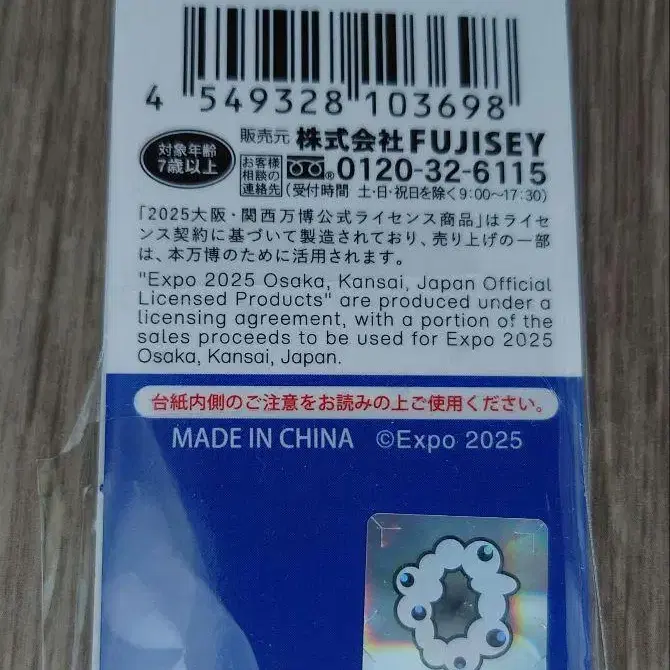 4 549328 103698
対象年齢
7歳以上
販売元 株式会社FUJISEY
お客様
相談の
連絡先
® 0120-32-6115
(受付時間 土・日・祝日を除く9:00〜17:30)
「2025大阪・関西万博公式ライセンス商品」はライセ
ンス契約に基づいて製造されており、売り上げの一部
は、本万博のために活用されます。
"Expo 2025 Osaka, Kansai, Japan Official
Licensed Products" are produced under a
licensing agreement, with a portion of the
sales proceeds to be used for Expo 2025
Osaka, Kansai, Japan.
台紙内側のご注意をお読みの上ご使用ください。
MADE IN CHINA ©Expo 2025